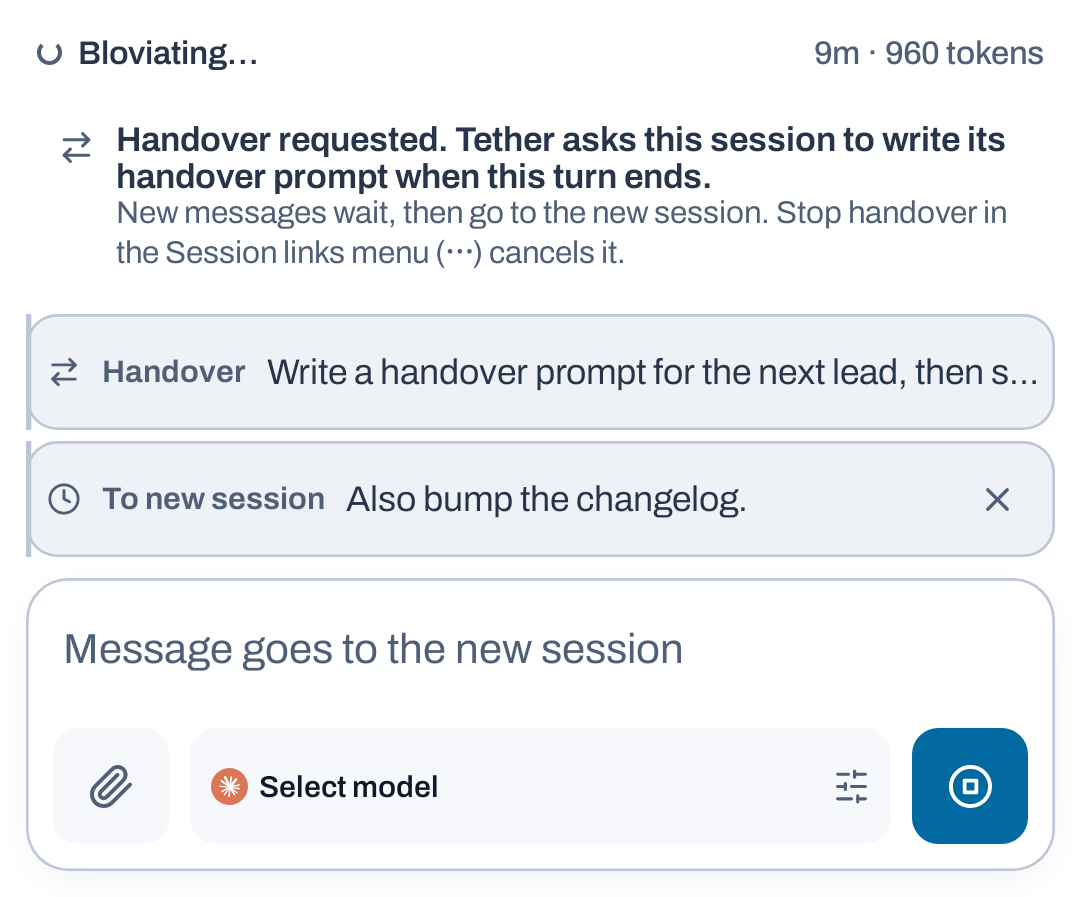 Bloviating…
9m · 960 tokens
Handover requested. Tether asks this session to write its
handover prompt when this turn ends.
New messages wait, then go to the new session. Stop handover in
the Session links menu (···) cancels it.
Handover Write a handover prompt for the next lead, then s…
To new session Also bump the changelog.
Message goes to the new session
Select model